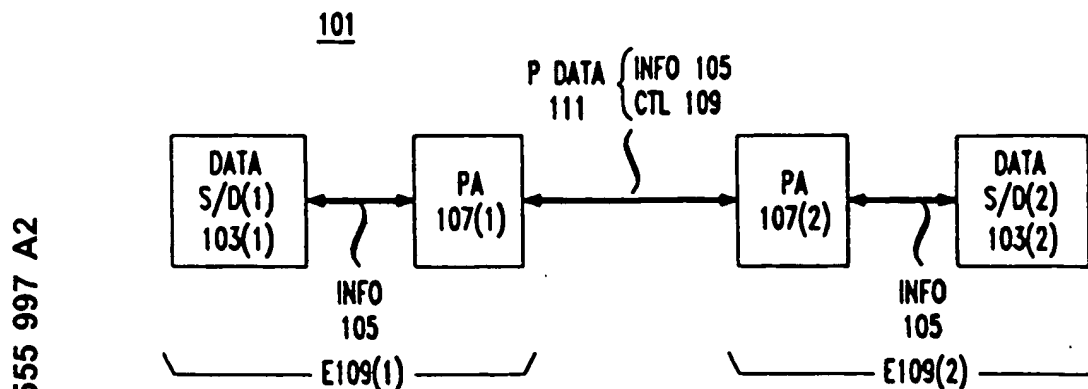 101
P DATA { INFO 105
111 CTL 109
DATA
S/D(1)
103(1)
PA
107(1)
PA
107(2)
DATA
S/D(2)
103(2)
INFO
105
INFO
105
E109(1)
E109(2)
555 997 A2